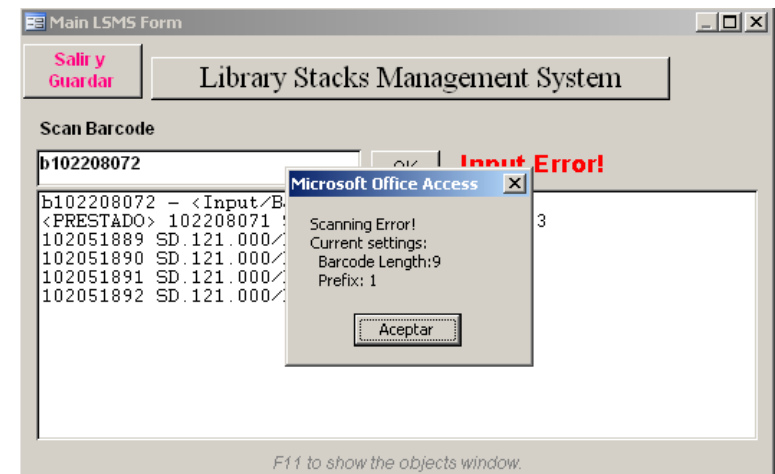 Main LSMS Form
Salir y
Guardar
Library Stacks Management System
Scan Barcode
b102208072
OK
Input Error!
b102208072 - <Input/B
<PRESTADO> 102208071
3
102051889 SD.121.000/
102051890 SD.121.000/
102051891 SD.121.000/
102051892 SD.121.000/
Microsoft Office Access
Scanning Error!
Current settings:
Barcode Length:9
Prefix: 1
Aceptar
F11 to show the objects window.